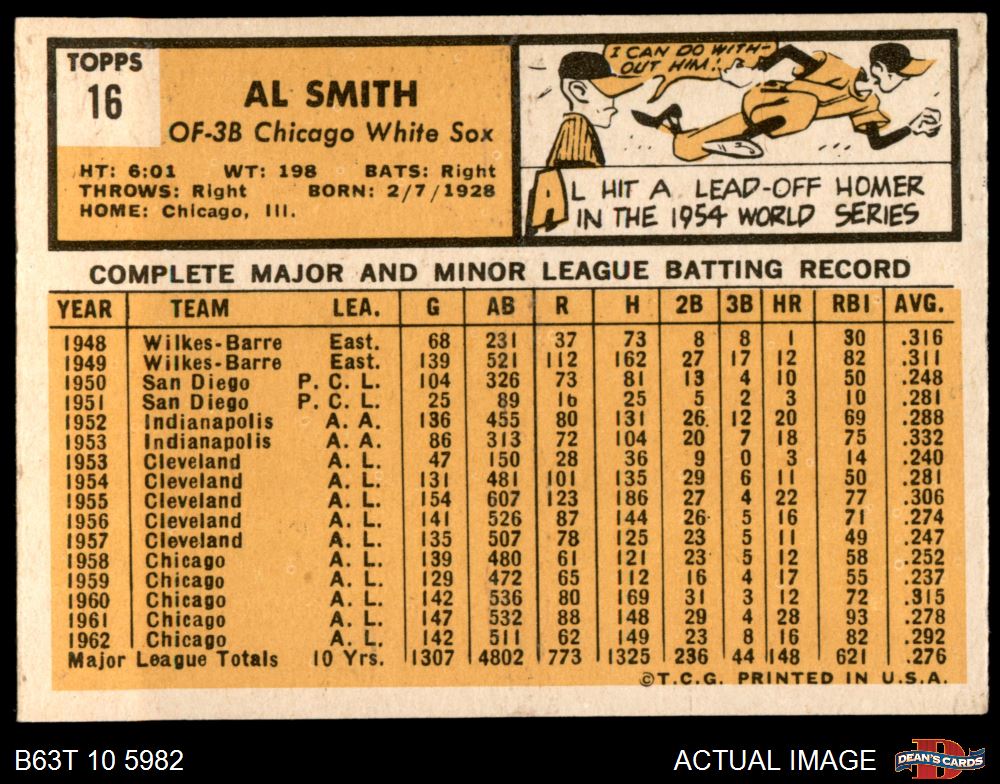 TOPPS
16
AL SMITH
OF-3B Chicago White Sox
HT: 6:01 WT: 198 BATS: Right
THROWS: Right BORN: 2/7/1928
HOME: Chicago, Ill.
I CAN DO WITH-
OUT HIM!
AL HIT A LEAD-OFF HOMER
IN THE 1954 WORLD SERIES
COMPLETE MAJOR AND MINOR LEAGUE BATTING RECORD
YEAR TEAM LEA. G AB R H 2B 3B HR RBI AVG.
1948 Wilkes-Barre East. 68 231 37 73 8 8 1 30 .316
1949 Wilkes-Barre East. 139 521 112 162 27 17 12 82 .311
1950 San Diego P. C. L. 104 326 73 81 13 4 10 50 .248
1951 San Diego P. C. L. 25 89 16 25 5 2 3 10 .281
1952 Indianapolis A. A. 136 455 80 131 26 12 20 69 .288
1953 Indianapolis A. A. 86 313 72 104 20 7 18 75 .332
1953 Cleveland A. L. 47 150 28 36 9 0 3 14 .240
1954 Cleveland A. L. 131 481 101 135 29 6 11 50 .281
1955 Cleveland A. L. 154 607 123 186 27 4 22 77 .306
1956 Cleveland A. L. 141 526 87 144 26 5 16 71 .274
1957 Cleveland A. L. 135 507 78 125 23 5 11 49 .247
1958 Chicago A. L. 139 480 61 121 23 5 12 58 .252
1959 Chicago A. L. 129 472 65 112 16 4 17 55 .237
1960 Chicago A. L. 142 536 80 169 31 3 12 72 .315
1961 Chicago A. L. 147 532 88 148 29 4 28 93 .278
1962 Chicago A. L. 142 511 62 149 23 8 16 82 .292
Major League Totals 10 Yrs. 1307 4802 773 1325 236 44 148 621 .276
©T.C.G. PRINTED IN U.S.A.
B63T 10 5982
ACTUAL IMAGE
D
DEAN'S CARDS